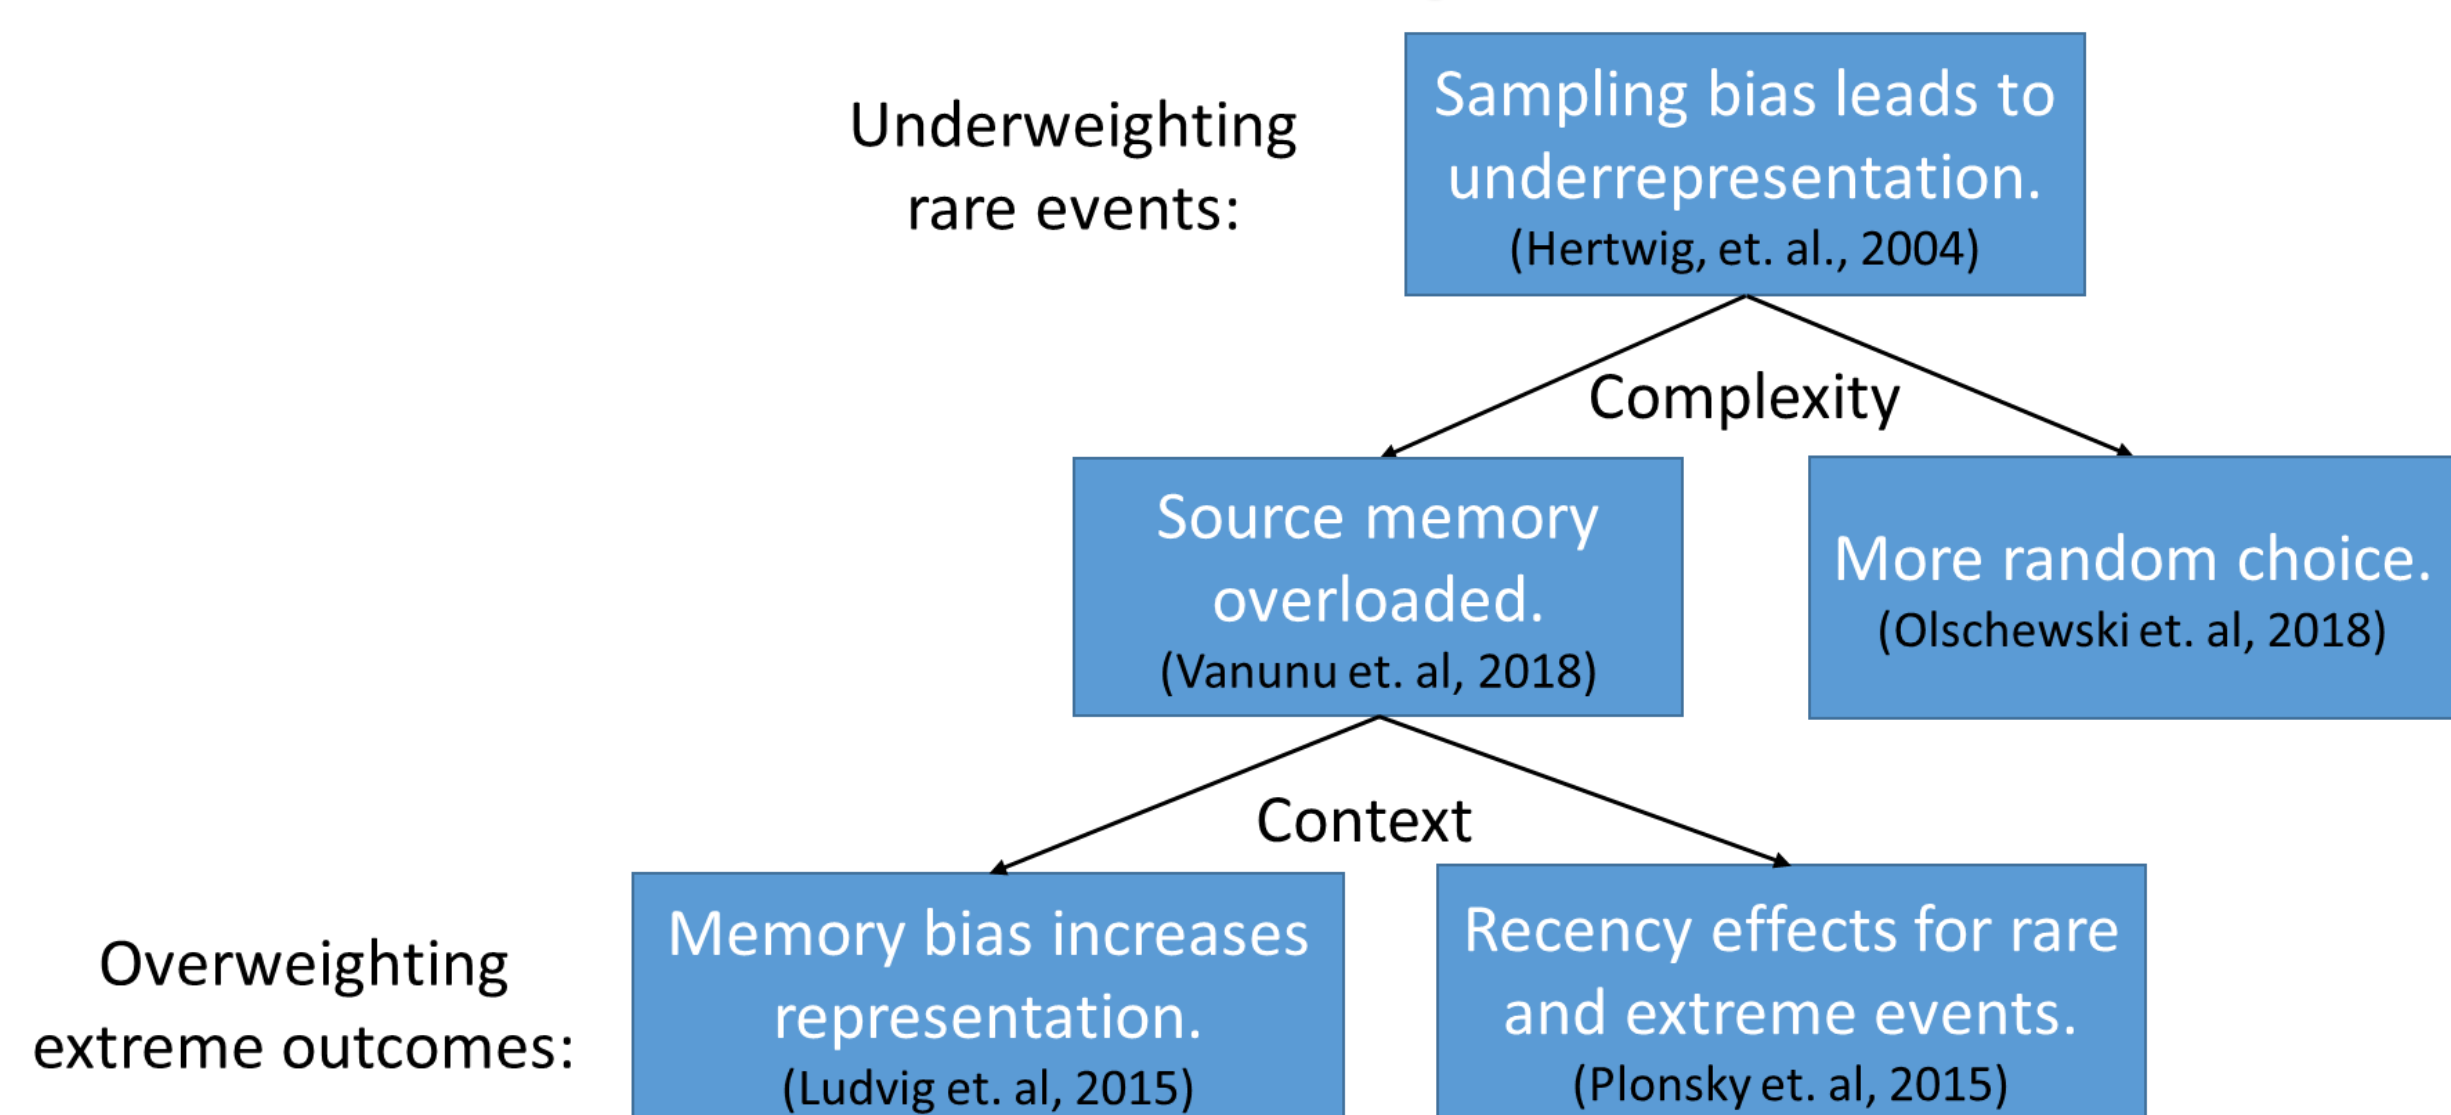 Underweighting
rare events:
Sampling bias leads to
underrepresentation.
(Hertwig, et. al., 2004)
Complexity
Source memory
overloaded.
(Vanunu et. al, 2018)
More random choice.
(Olschewski et. al, 2018)
Context
Overweighting
extreme outcomes:
Memory bias increases
representation.
(Ludvig et. al, 2015)
Recency effects for rare
and extreme events.
(Plonsky et. al, 2015)